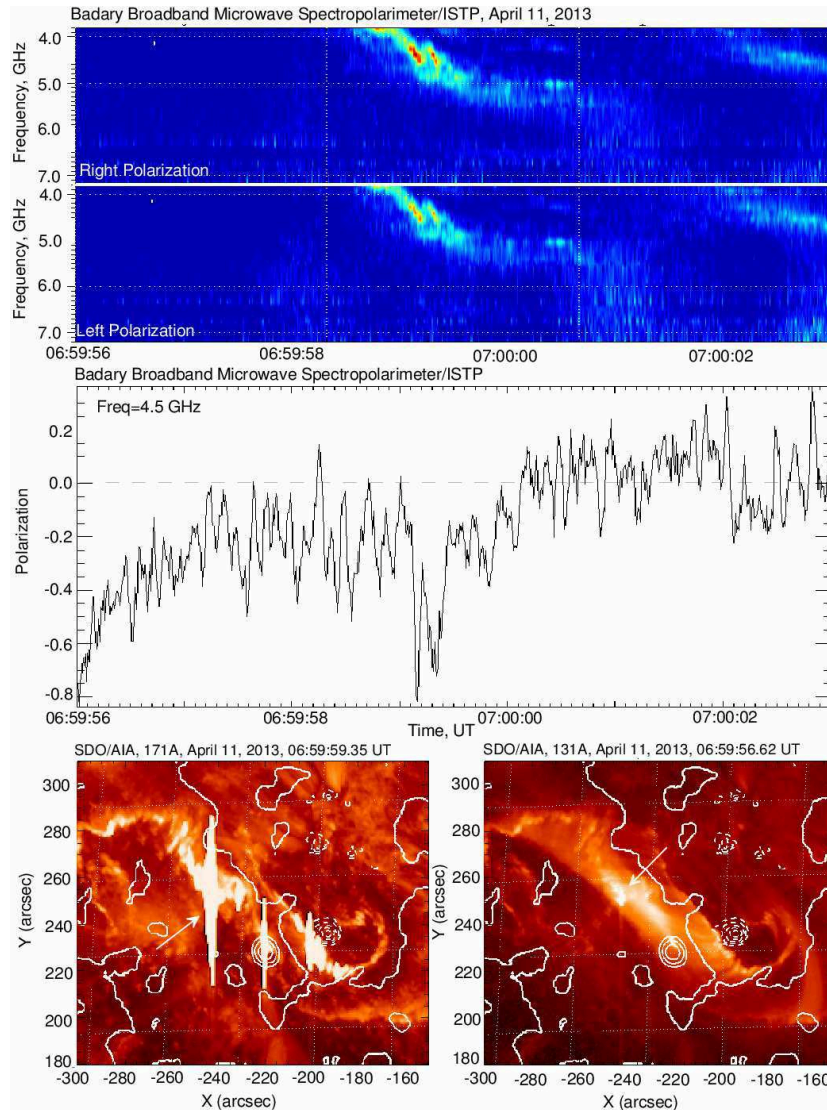 Badary Broadband Microwave Spectropolarimeter/ISTP, April 11, 2013
Frequency, GHz
4.0
5.0
6.0
7.0
Right Polarization
Frequency, GHz
4.0
5.0
6.0
7.0
Left Polarization
06:59:56 06:59:58 07:00:00 07:00:02
Badary Broadband Microwave Spectropolarimeter/ISTP
Freq=4.5 GHz
Polarization
0.2
0.0
-0.2
-0.4
-0.6
-0.8
06:59:56 06:59:58 07:00:00 07:00:02
Time, UT
SDO/AIA, 171A, April 11, 2013, 06:59:59.35 UT
Y (arcsec)
300
280
260
240
220
200
180
-300 -280 -260 -240 -220 -200 -180 -160
X (arcsec)
SDO/AIA, 131A, April 11, 2013, 06:59:56.62 UT
Y (arcsec)
300
280
260
240
220
200
180
-300 -280 -260 -240 -220 -200 -180 -160
X (arcsec)